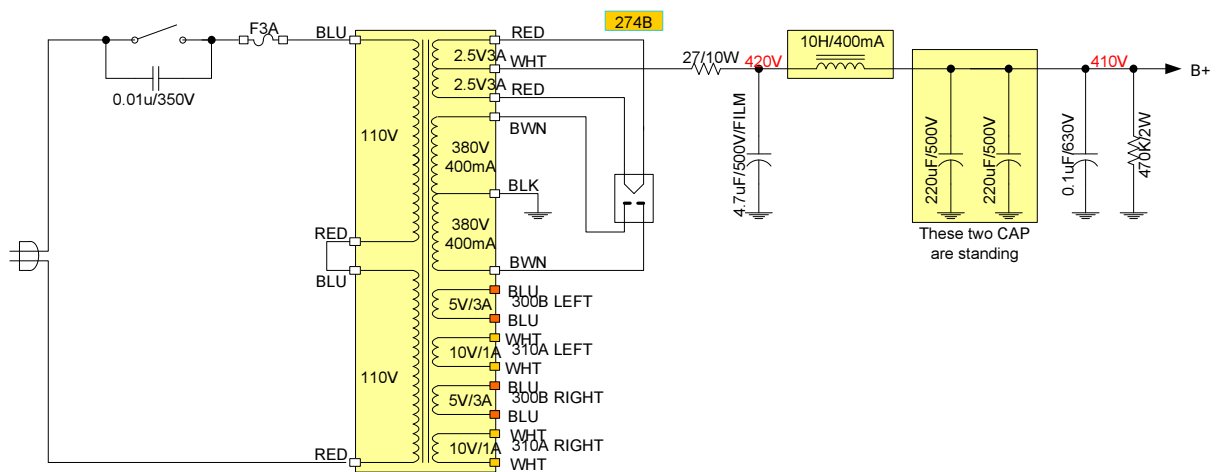 274B
F3A
BLU
RED
10H/400mA
2.5V3A
WHT
27/10W
420V
410V
B+
0.01u/350V
2.5V3A
RED
BWN
110V
380V
400mA
4.7uF/500V/FILM
220uF/500V
220uF/500V
0.1uF/630V
470K/2W
BLK
380V
400mA
RED
BLU
BWN
These two CAP
are standing
BLU
5V/3A
300B LEFT
BLU
WHT
10V/1A
310A LEFT
WHT
110V
BLU
5V/3A
300B RIGHT
BLU
WHT
10V/1A
310A RIGHT
RED
WHT